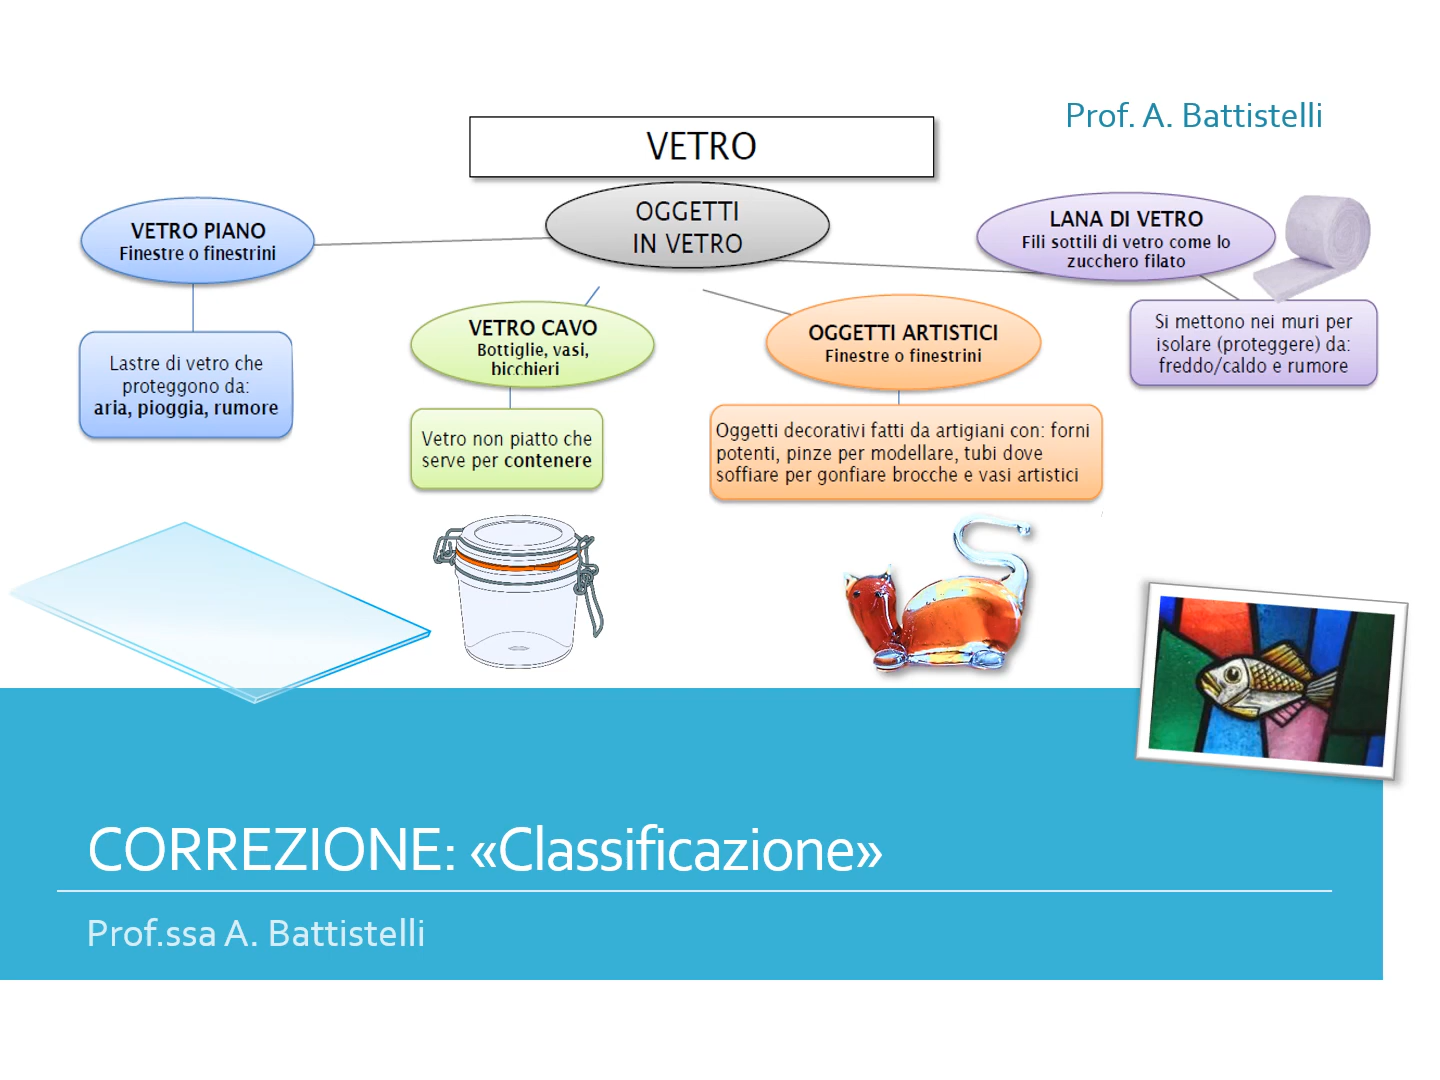 Prof. A. Battistelli
VETRO
OGGETTI
IN VETRO
VETRO PIANO
Finestre o finestrini
Lastre di vetro che
proteggono da:
aria, pioggia, rumore
VETRO CAVO
Bottiglie, vasi,
bicchieri
Vetro non piatto che
serve per contenere
OGGETTI ARTISTICI
Finestre o finestrini
Oggetti decorativi fatti da artigiani con: forni
potenti, pinze per modellare, tubi dove
soffiare per gonfiare brocche e vasi artistici
LANA DI VETRO
Fili sottili di vetro come lo
zucchero filato
Si mettono nei muri per
isolare (proteggere) da:
freddo/caldo e rumore
CORREZIONE: «Classificazione»
Prof.ssa A. Battistelli